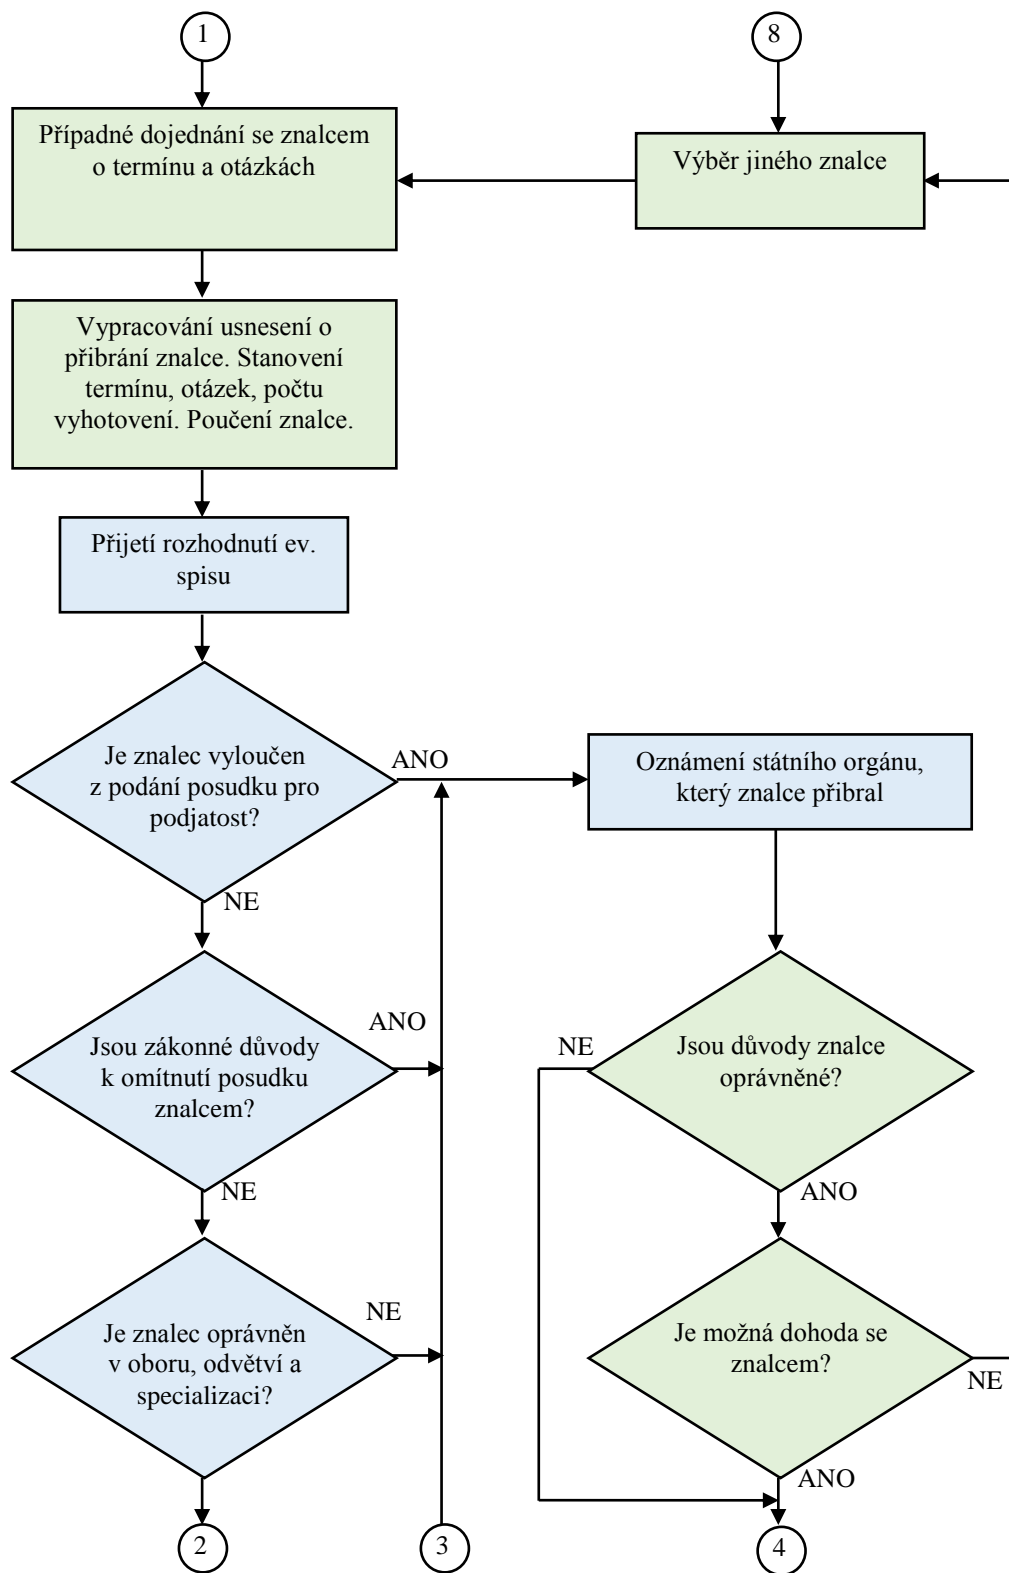 1
8
Případné dojednání se znalcem
o termínu a otázkách
Výběr jiného znalce
Vypracování usnesení o
přibrání znalce. Stanovení
termínu, otázek, počtu
vyhotovení. Poučení znalce.
Přijetí rozhodnutí ev.
spisu
Je znalec vyloučen
z podání posudku pro
podjatost?
ANO
Oznámení státního orgánu,
který znalce přibral
NE
Jsou zákonné důvody
k omítnutí posudku
znalcem?
ANO
NE
Jsou důvody znalce
oprávněné?
NE
ANO
Je znalec oprávněn
v oboru, odvětví a
specializaci?
NE
Je možná dohoda se
znalcem?
NE
ANO
2
3
4